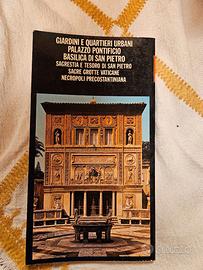 GIARDINI E QUARTIERI URBANI
PALAZZO PONTIFICIO
BASILICA DI SAN PIETRO
SAGRESTIA E TESORO DI SAN PIETRO
SACRE GROTTE VATICANE
NECROPOLI PRECOSTANTINIANA